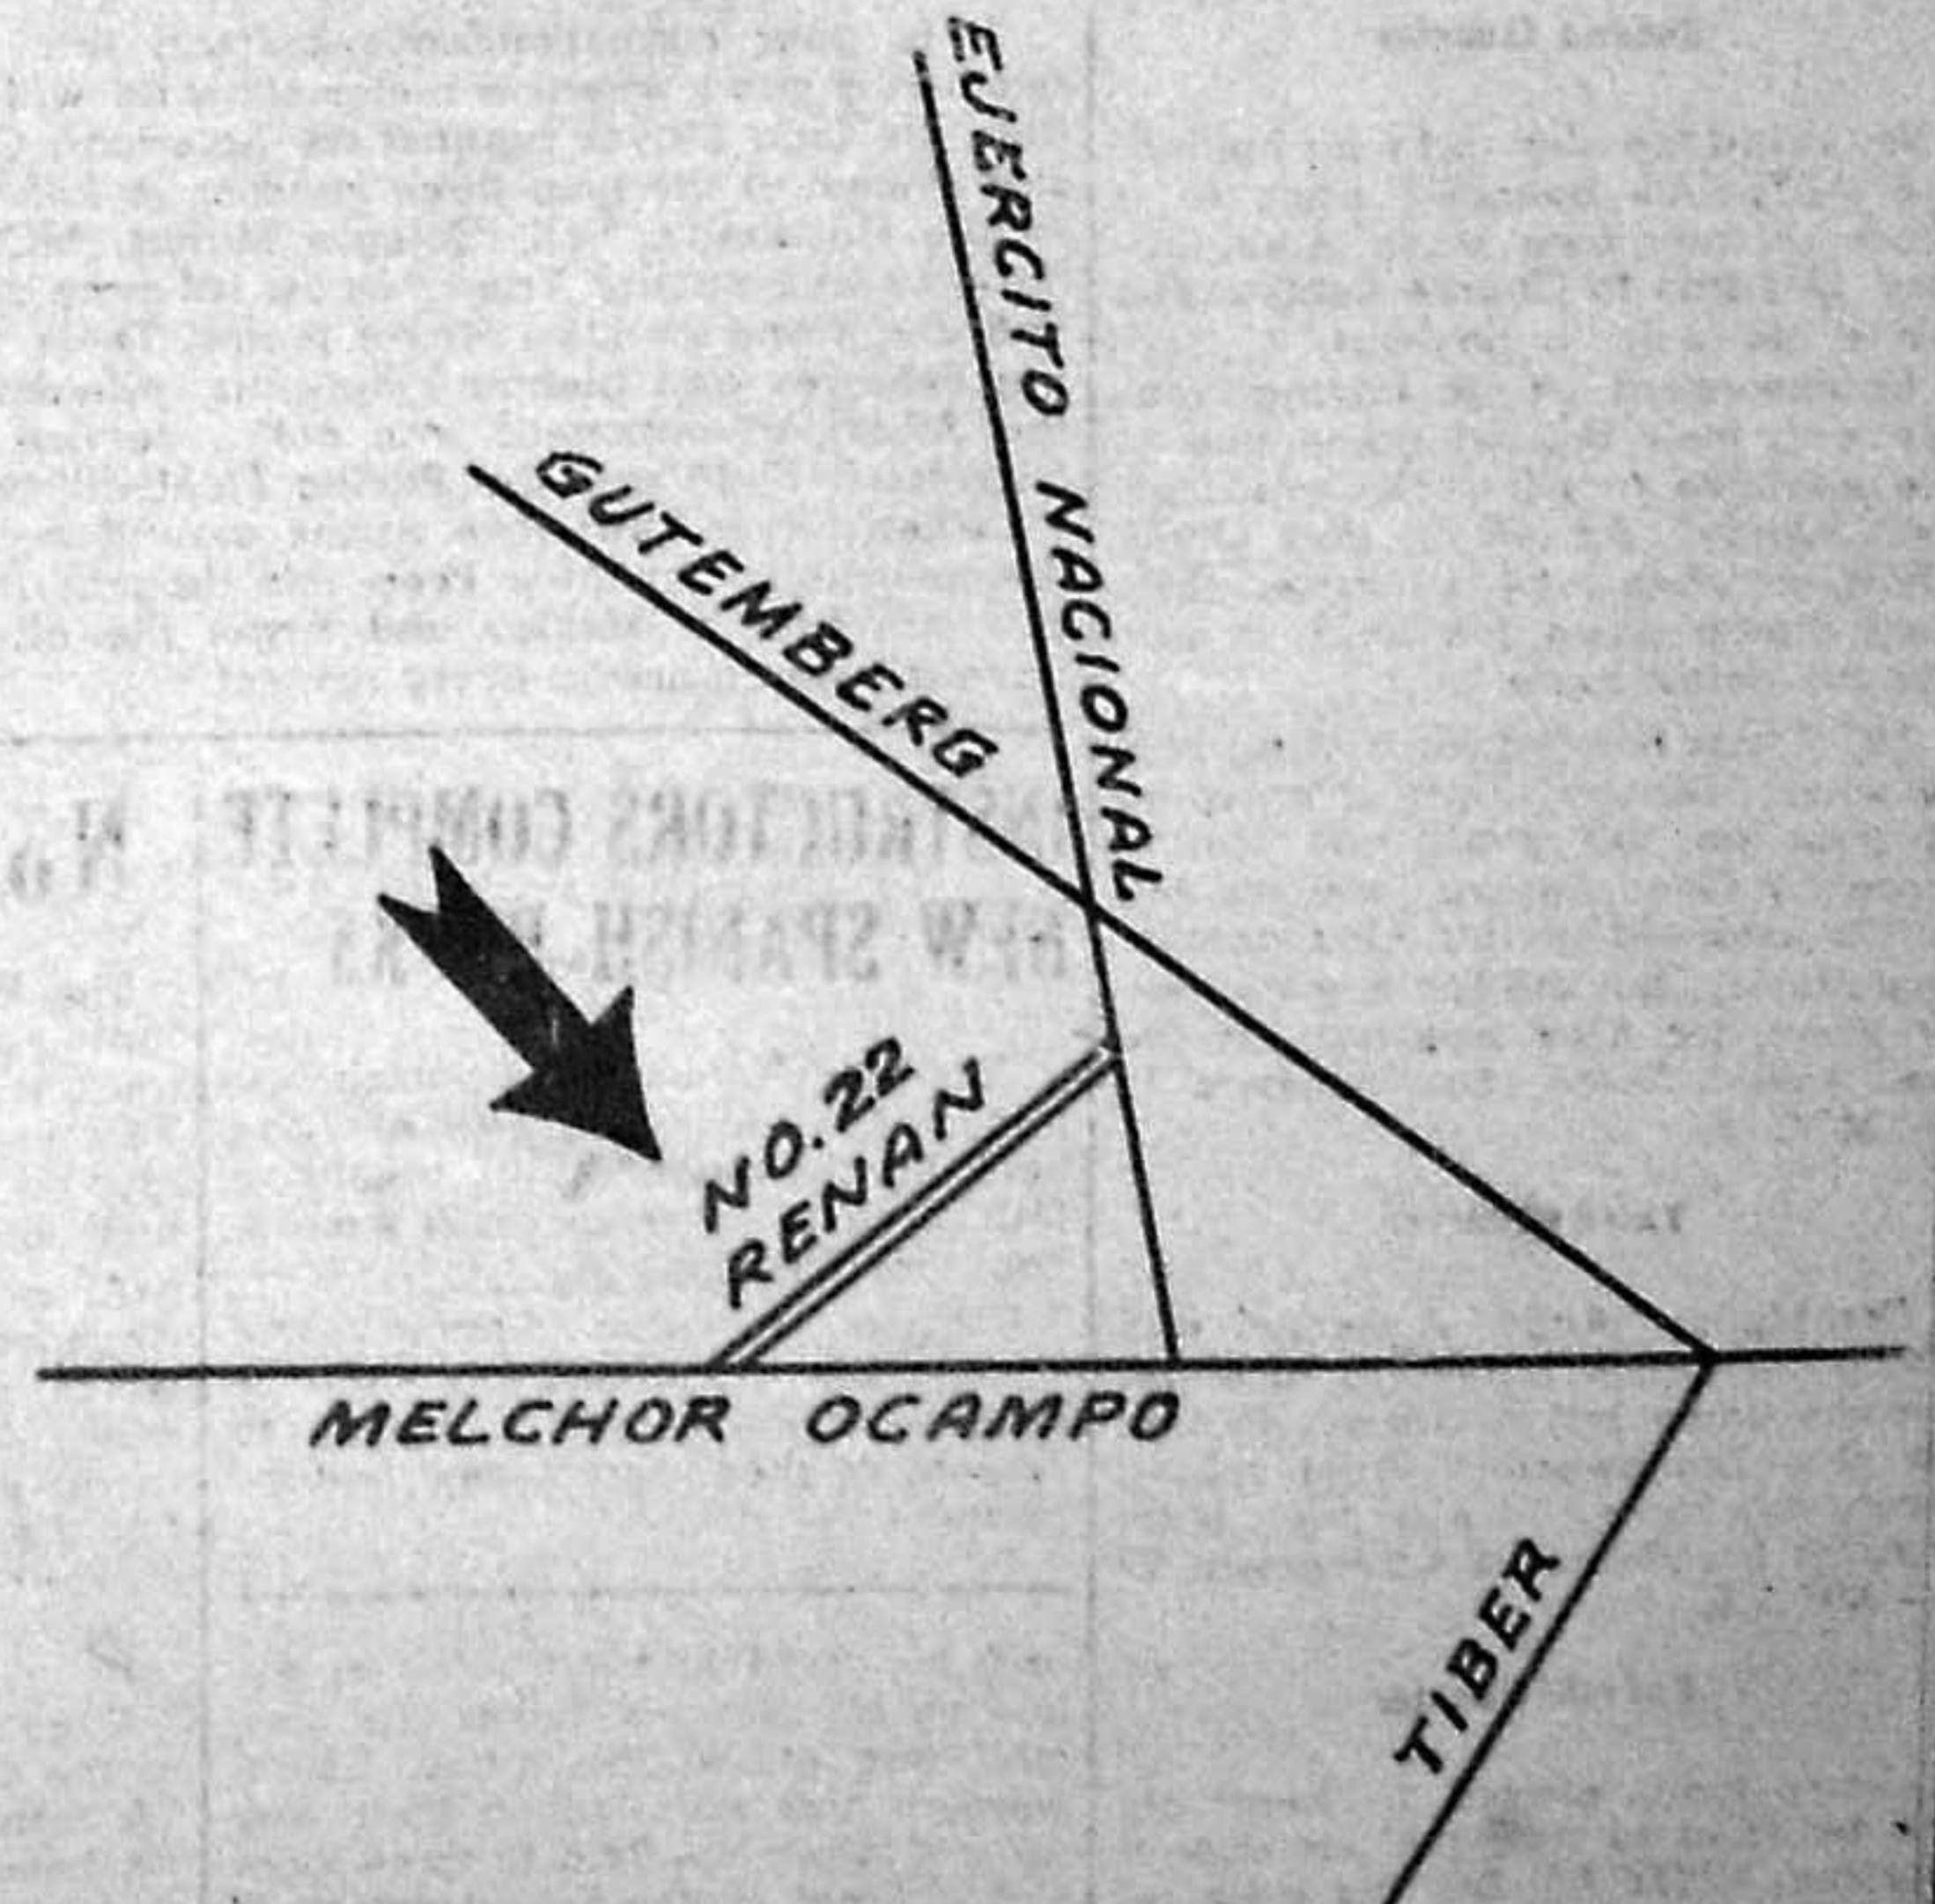 EJERCITO NACIONAL
GUTEMBERG
NO.22
RENAN
MELCHOR OCAMPO
TIBER